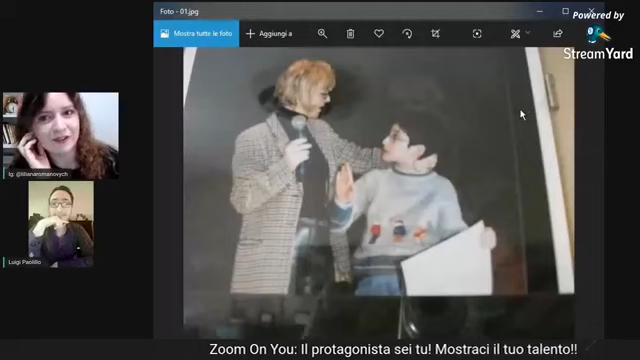 Foto - 01.jpg
Powered by
StreamYard
Mostra tutte le foto
Aggiungi a
Ig: @lilianaromanovych
Luigi Paolillo
Zoom On You: Il protagonista sei tu! Mostraci il tuo talento!!